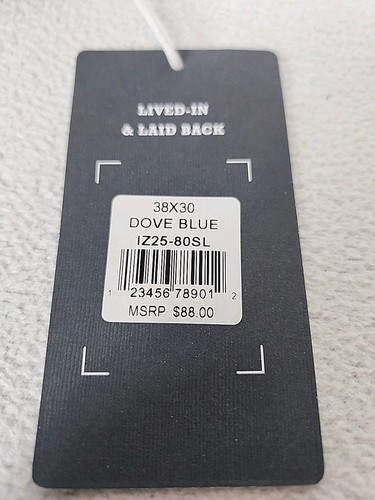 LIVED-IN
& LAID BACK
38X30
DOVE BLUE
IZ25-80SL
1 23456 78901 2
MSRP $88.00